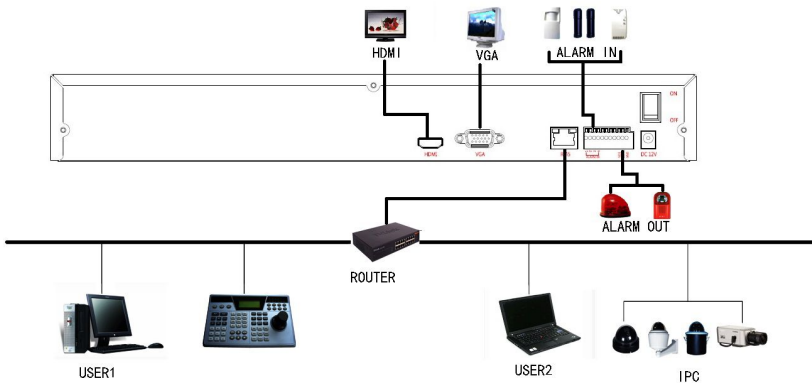 HDMI
VGA
ALARM IN
ON
OFF
HDMI
VGA
DC 12V
ALARM OUT
ROUTER
USER1
USER2
IPC